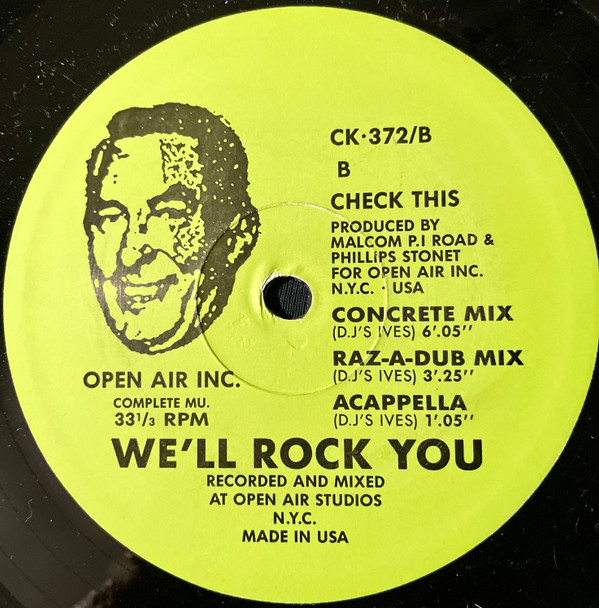 CK·372/B
B
CHECK THIS
PRODUCED BY
MALCOM P.I ROAD &
PHILLIPS STONET
FOR OPEN AIR INC.
N.Y.C. · USA
CONCRETE MIX
(D.J'S IVES) 6'.05''
RAZ-A-DUB MIX
(D.J'S IVES) 3'.25''
ACAPPELLA
(D.J'S IVES) 1'.05''
OPEN AIR INC.
COMPLETE MU.
33 1/3 RPM
WE'LL ROCK YOU
RECORDED AND MIXED
AT OPEN AIR STUDIOS
N.Y.C.
MADE IN USA